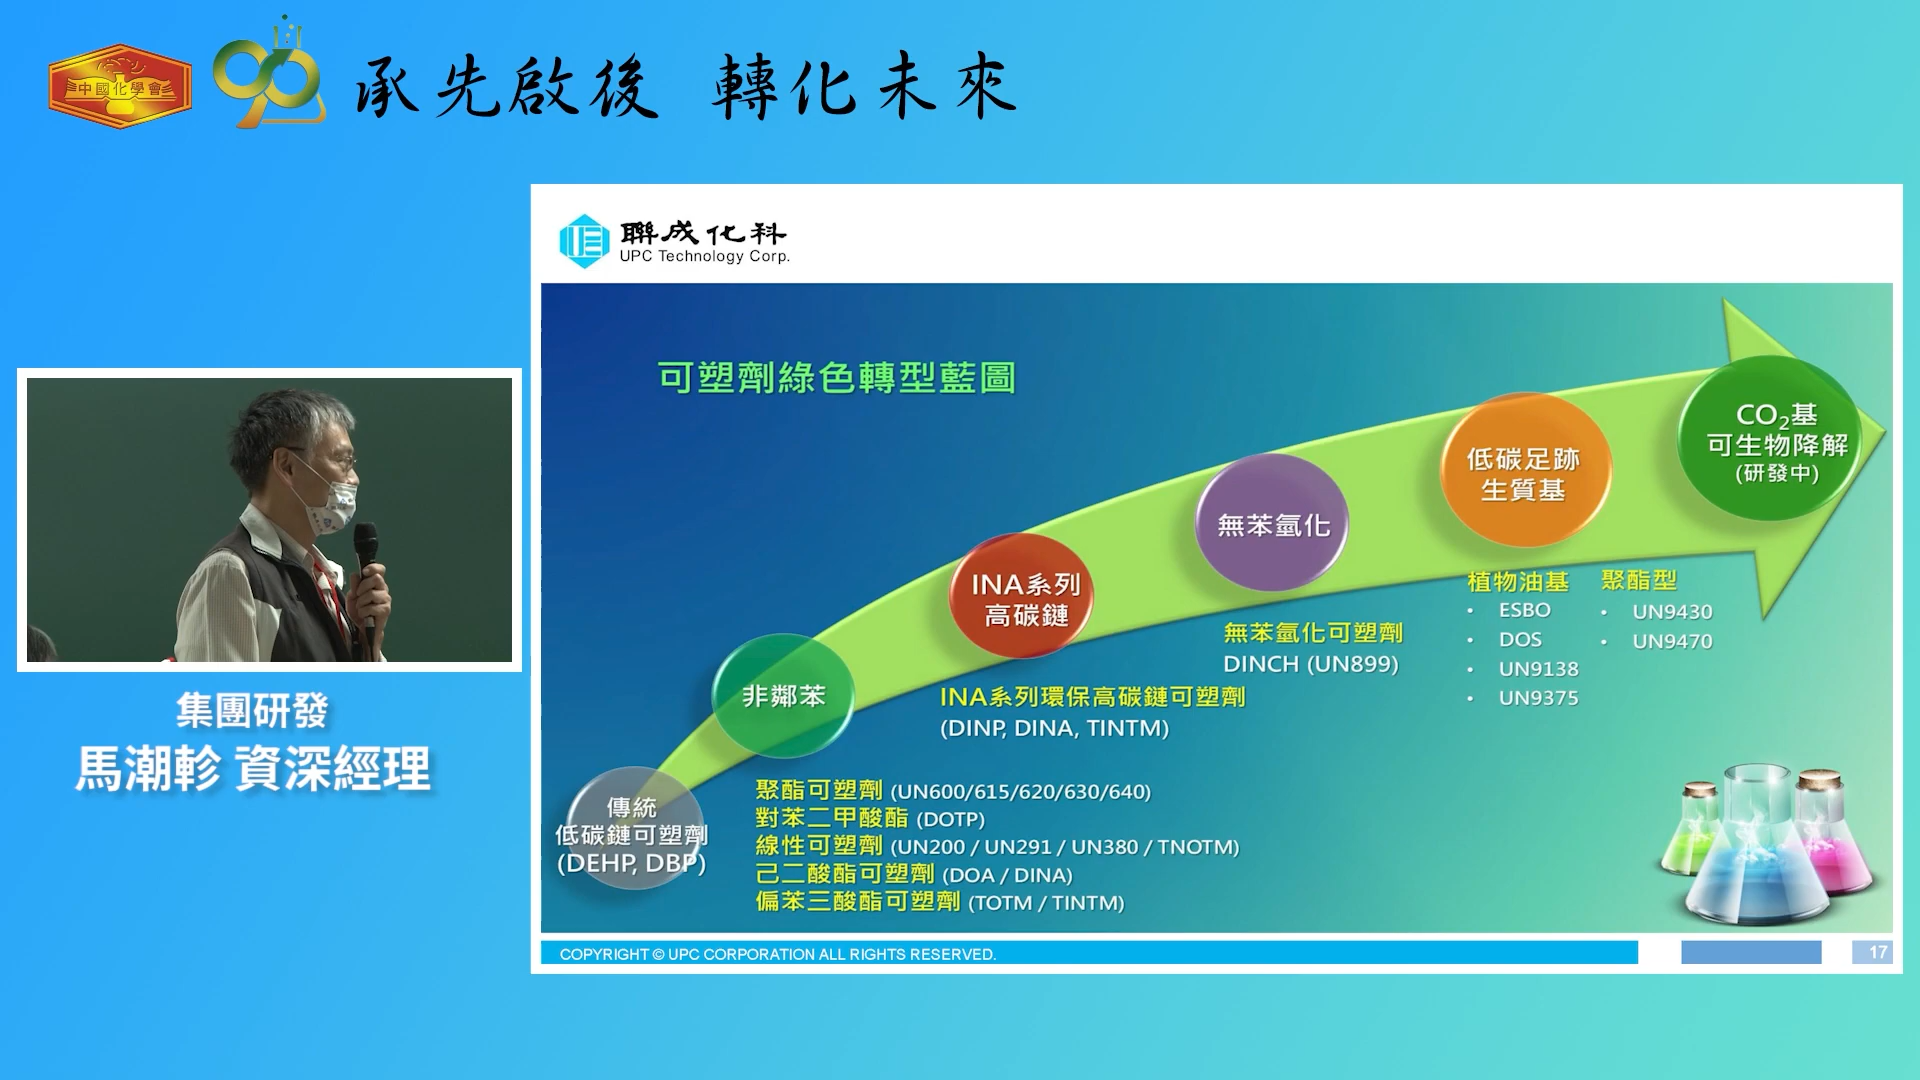 中國化學會
90
承先啟後 轉化未來
聯成化科
UPC Technology Corp.
可塑劑綠色轉型藍圖
CO₂基
可生物降解
(研發中)
低碳足跡
生質基
無苯氫化
INA系列
高碳鏈
非鄰苯
傳統
低碳鏈可塑劑
(DEHP, DBP)
植物油基
• ESBO
• DOS
• UN9138
• UN9375
聚酯型
• UN9430
• UN9470
無苯氫化可塑劑
DINCH (UN899)
INA系列環保高碳鏈可塑劑
(DINP, DINA, TINTM)
聚酯可塑劑 (UN600/615/620/630/640)
對苯二甲酸酯 (DOTP)
線性可塑劑 (UN200 / UN291 / UN380 / TNOTM)
己二酸酯可塑劑 (DOA / DINA)
偏苯三酸酯可塑劑 (TOTM / TINTM)
COPYRIGHT © UPC CORPORATION ALL RIGHTS RESERVED.
17
集團研發
馬潮軫 資深經理